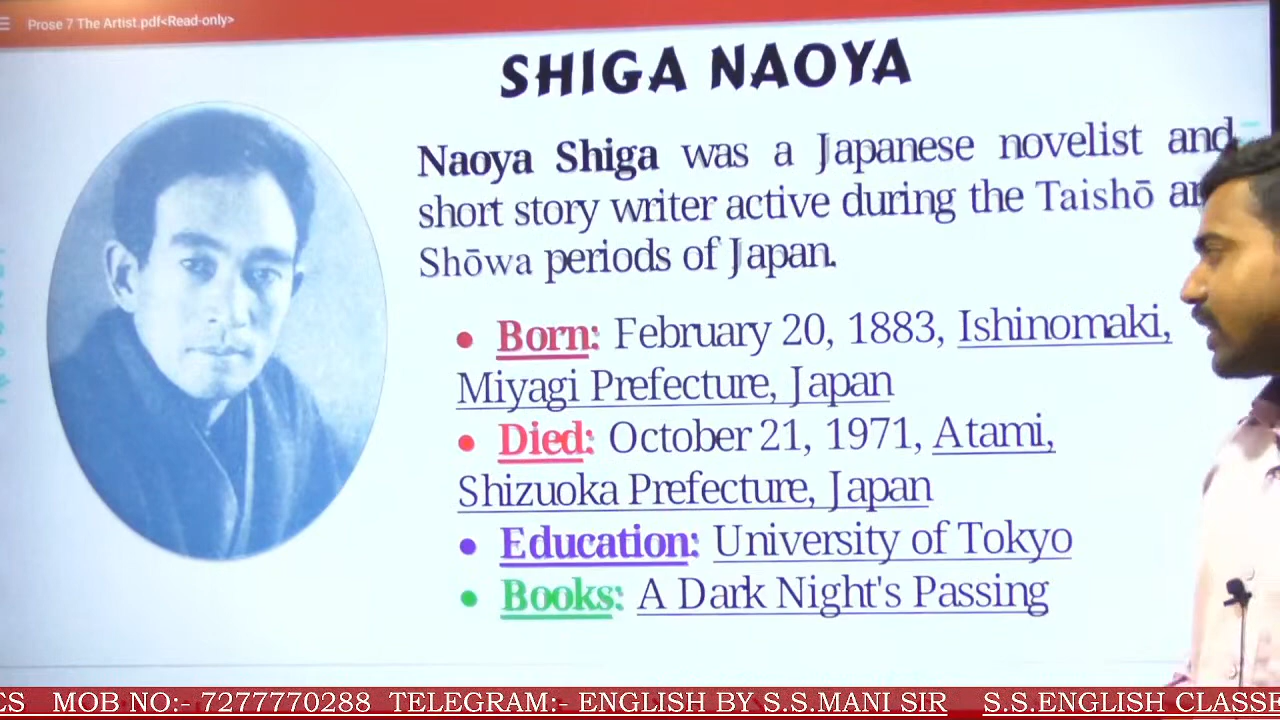 Prose 7 The Artist.pdf<Read-only>
SHIGA NAOYA
Naoya Shiga was a Japanese novelist and
short story writer active during the Taishō
Shōwa periods of Japan.
• Born: February 20, 1883, Ishinomaki,
Miyagi Prefecture, Japan
• Died: October 21, 1971, Atami,
Shizuoka Prefecture, Japan
• Education: University of Tokyo
• Books: A Dark Night's Passing
MOB NO:- 7277770288 TELEGRAM:- ENGLISH BY S.S.MANI SIR S.S.ENGLISH